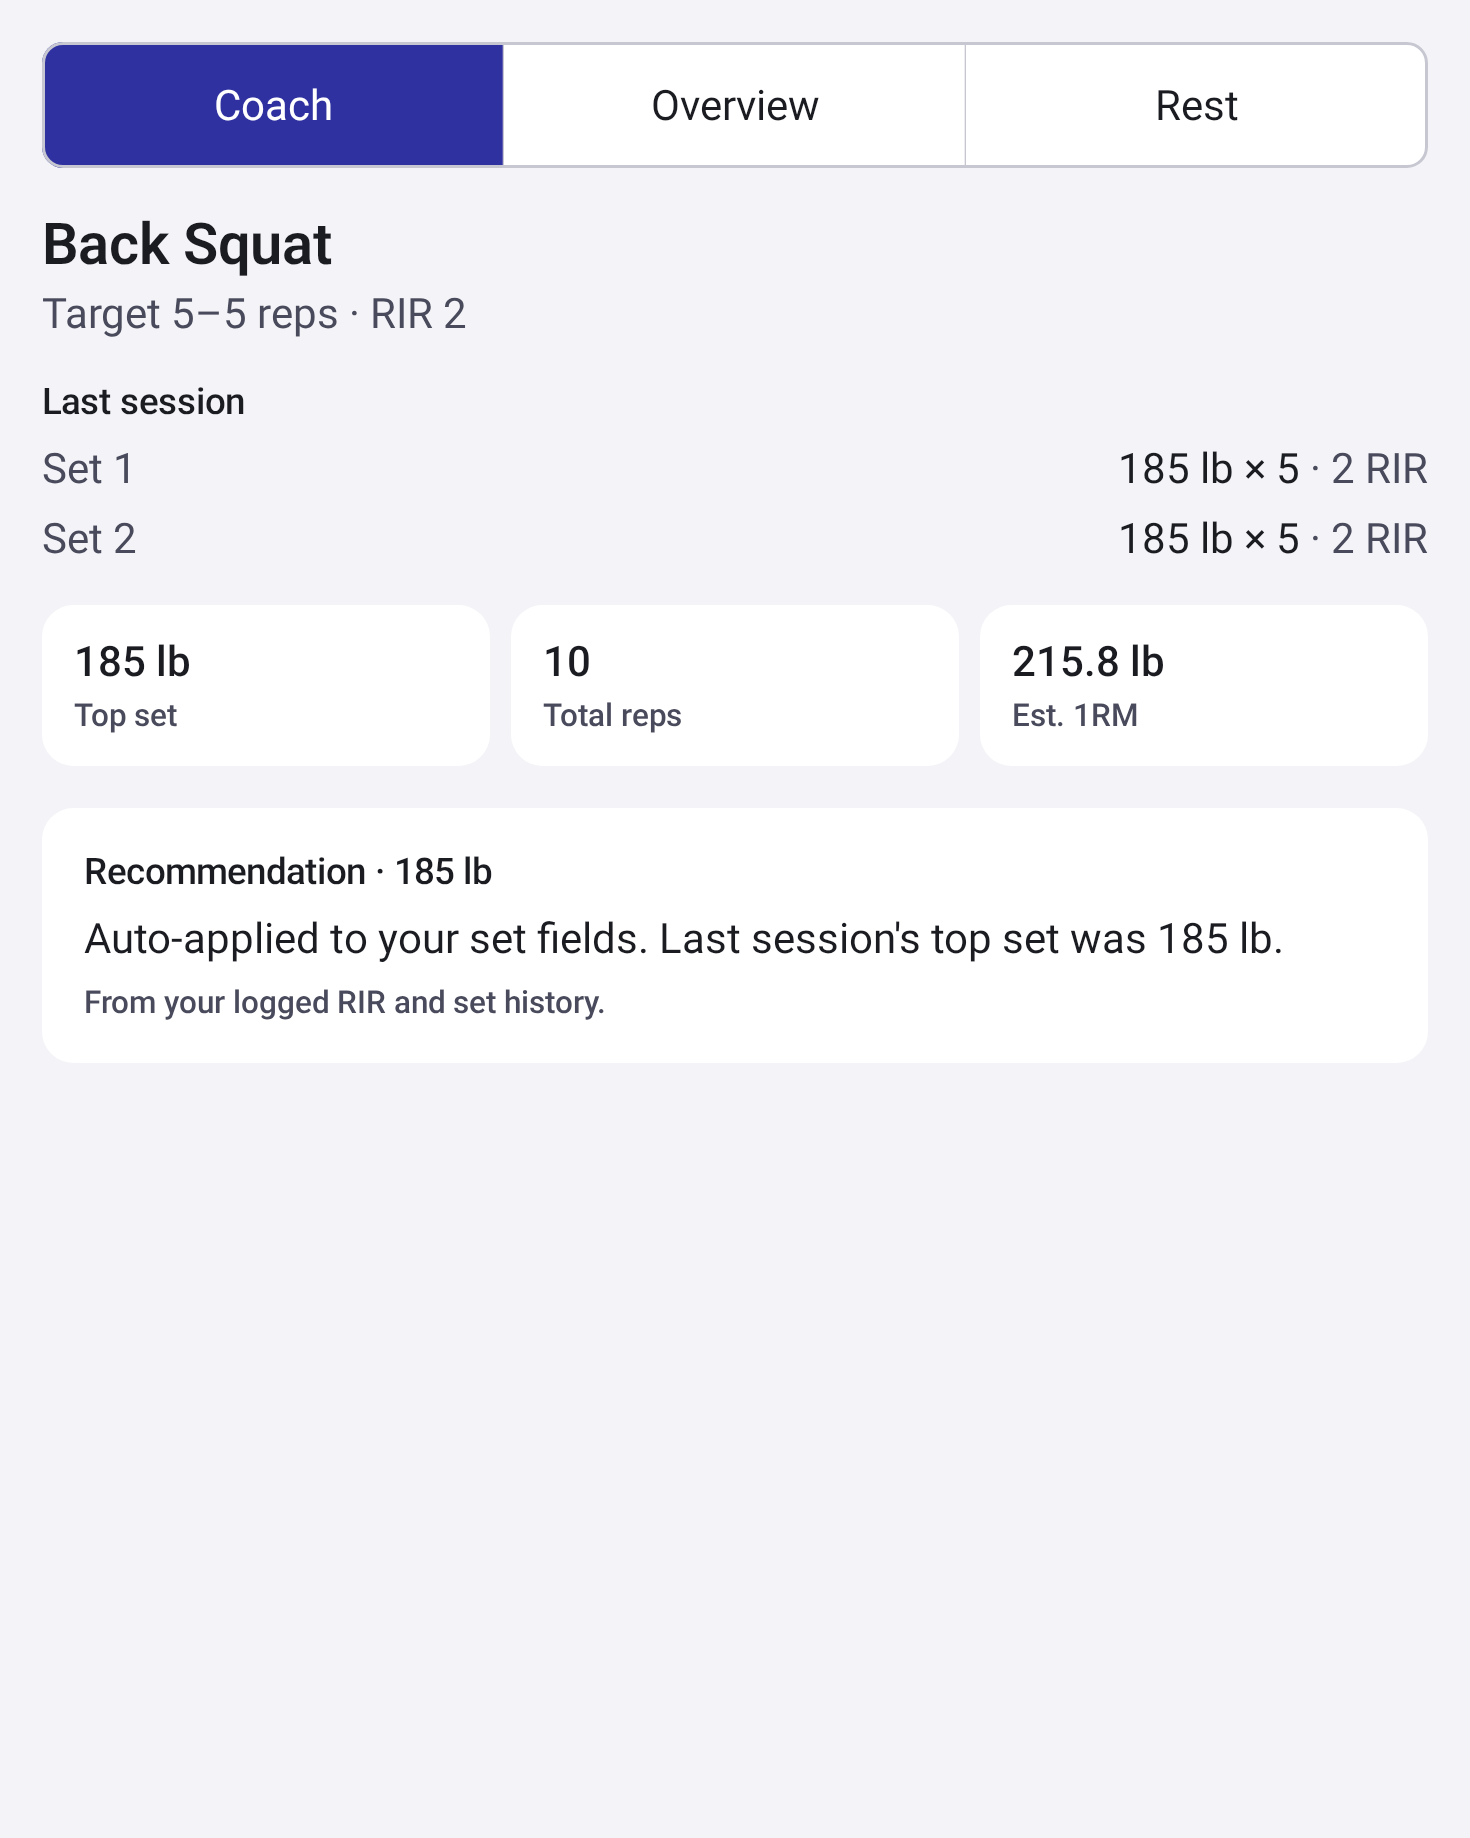 Coach
Overview
Rest
Back Squat
Target 5–5 reps · RIR 2
Last session
Set 1 185 lb × 5 · 2 RIR
Set 2 185 lb × 5 · 2 RIR
185 lb
Top set
10
Total reps
215.8 lb
Est. 1RM
Recommendation · 185 lb
Auto-applied to your set fields. Last session's top set was 185 lb.
From your logged RIR and set history.